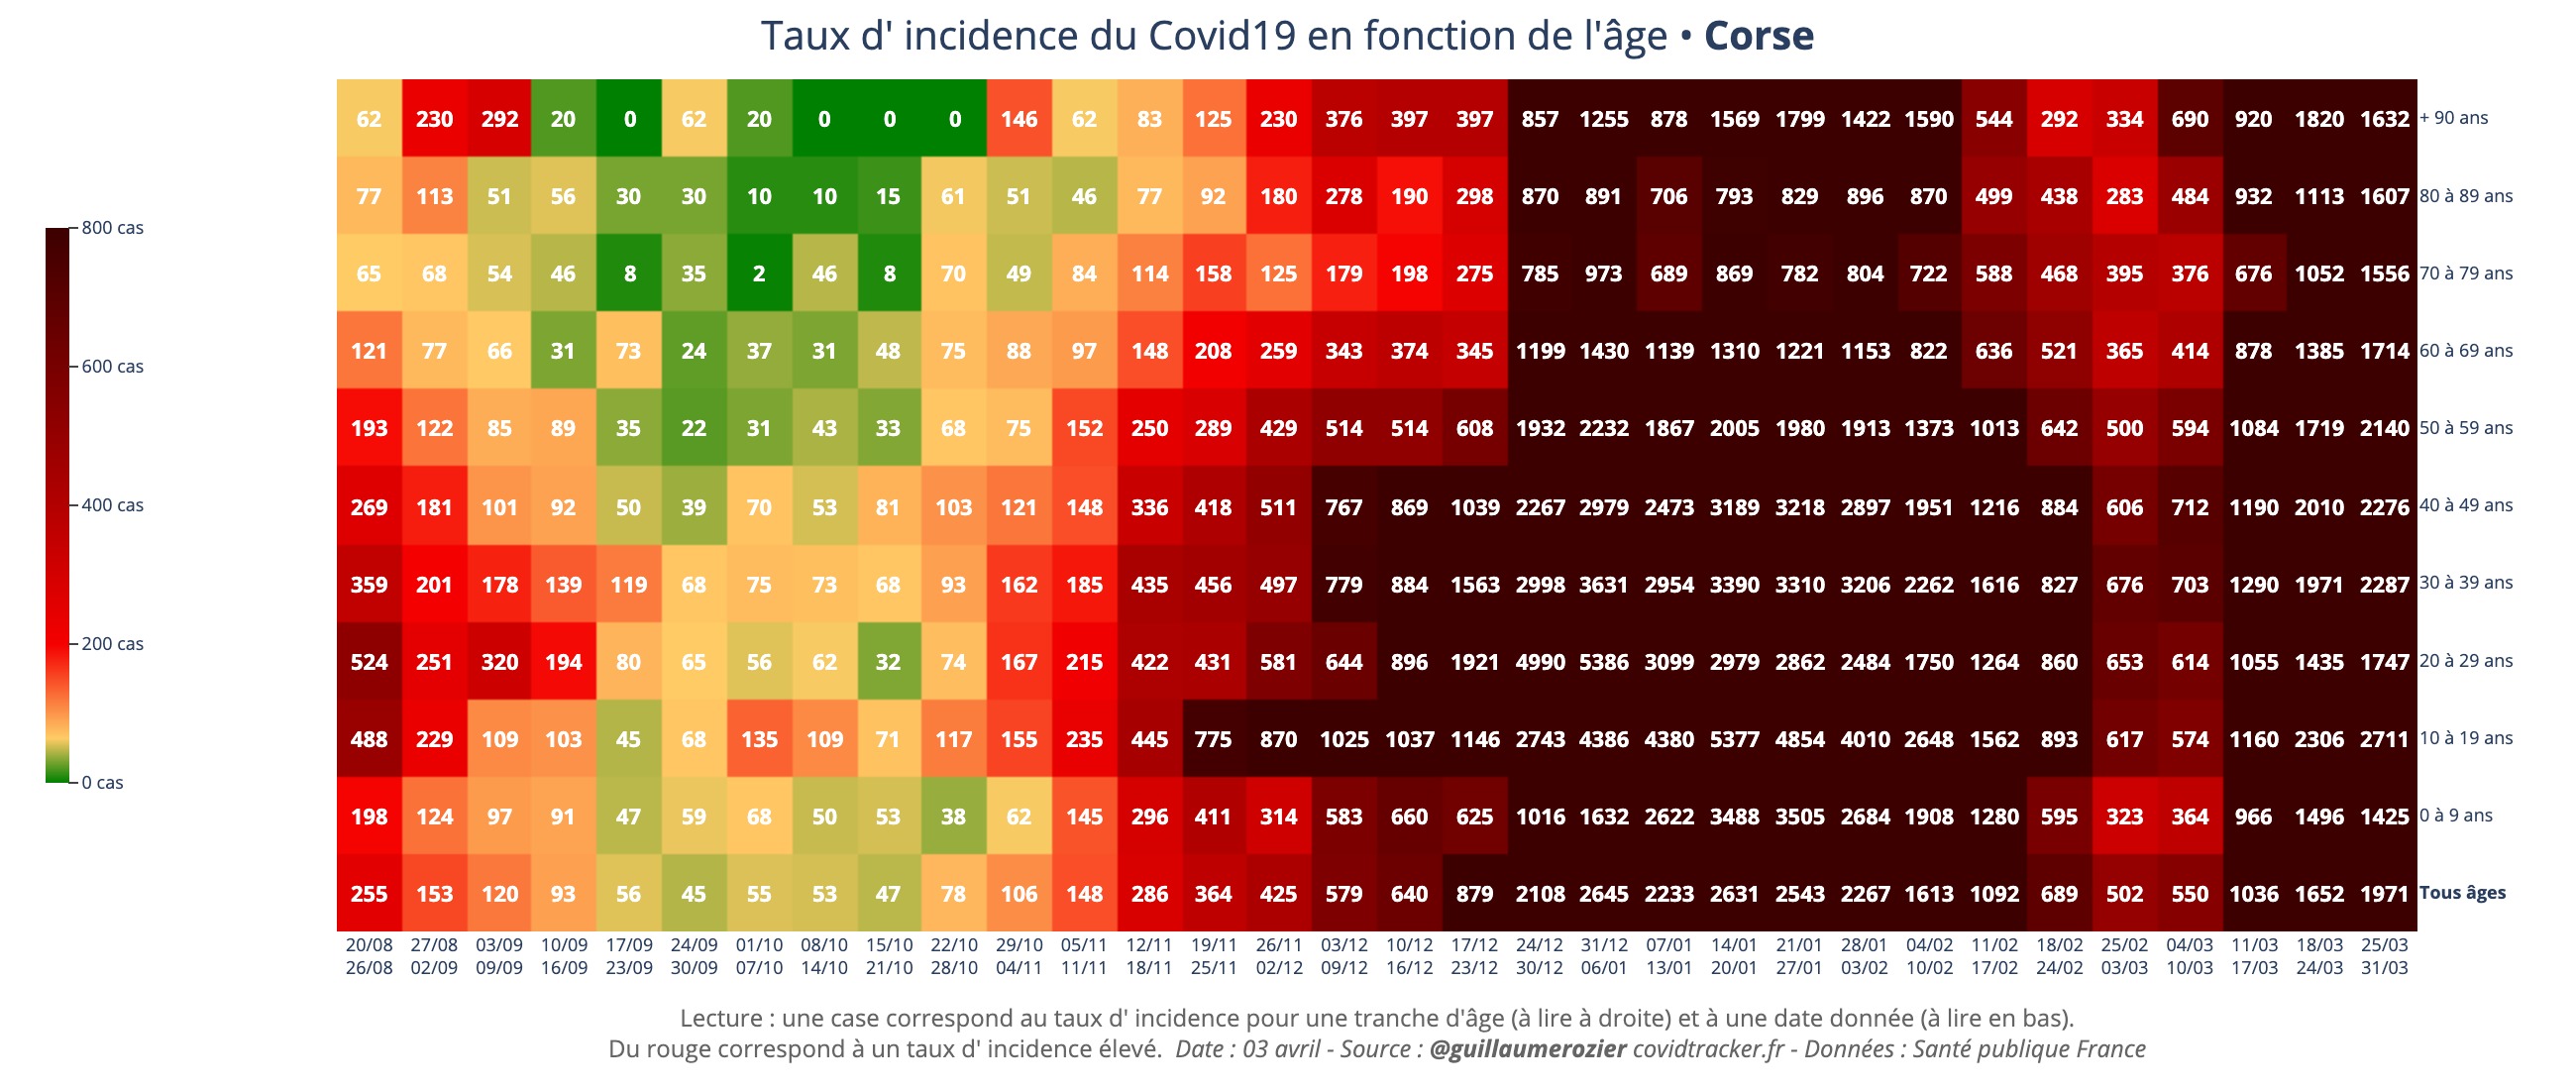 Taux d' incidence du Covid19 en fonction de l'âge • Corse
62 230 292 20 0 62 20 0 0 0 146 62 83 125 230 376 397 397 857 1255 878 1569 1799 1422 1590 544 292 334 690 920 1820 1632 + 90 ans
77 113 51 56 30 30 10 10 15 61 51 46 77 92 180 278 190 298 870 891 706 793 829 896 870 499 438 283 484 932 1113 1607 80 à 89 ans
800 cas
65 68 54 46 8 35 2 46 8 70 49 84 114 158 125 179 198 275 785 973 689 869 782 804 722 588 468 395 376 676 1052 1556 70 à 79 ans
121 77 66 31 73 24 37 31 48 75 88 97 148 208 259 343 374 345 1199 1430 1139 1310 1221 1153 822 636 521 365 414 878 1385 1714 60 à 69 ans
600 cas
193 122 85 89 35 22 31 43 33 68 75 152 250 289 429 514 514 608 1932 2232 1867 2005 1980 1913 1373 1013 642 500 594 1084 1719 2140 50 à 59 ans
400 cas
269 181 101 92 50 39 70 53 81 103 121 148 336 418 511 767 869 1039 2267 2979 2473 3189 3218 2897 1951 1216 884 606 712 1190 2010 2276 40 à 49 ans
359 201 178 139 119 68 75 73 68 93 162 185 435 456 497 779 884 1563 2998 3631 2954 3390 3310 3206 2262 1616 827 676 703 1290 1971 2287 30 à 39 ans
200 cas
524 251 320 194 80 65 56 62 32 74 167 215 422 431 581 644 896 1921 4990 5386 3099 2979 2862 2484 1750 1264 860 653 614 1055 1435 1747 20 à 29 ans
488 229 109 103 45 68 135 109 71 117 155 235 445 775 870 1025 1037 1146 2743 4386 4380 5377 4854 4010 2648 1562 893 617 574 1160 2306 2711 10 à 19 ans
0 cas
198 124 97 91 47 59 68 50 53 38 62 145 296 411 314 583 660 625 1016 1632 2622 3488 3505 2684 1908 1280 595 323 364 966 1496 1425 0 à 9 ans
255 153 120 93 56 45 55 53 47 78 106 148 286 364 425 579 640 879 2108 2645 2233 2631 2543 2267 1613 1092 689 502 550 1036 1652 1971 Tous âges
20/08 27/08 03/09 10/09 17/09 24/09 01/10 08/10 15/10 22/10 29/10 05/11 12/11 19/11 26/11 03/12 10/12 17/12 24/12 31/12 07/01 14/01 21/01 28/01 04/02 11/02 18/02 25/02 04/03 11/03 18/03 25/03
26/08 02/09 09/09 16/09 23/09 30/09 07/10 14/10 21/10 28/10 04/11 11/11 18/11 25/11 02/12 09/12 16/12 23/12 30/12 06/01 13/01 20/01 27/01 03/02 10/02 17/02 24/02 03/03 10/03 17/03 24/03 31/03
Lecture : une case correspond au taux d' incidence pour une tranche d'âge (à lire à droite) et à une date donnée (à lire en bas).
Du rouge correspond à un taux d' incidence élevé. Date : 03 avril - Source : @guillaumerozier covidtracker.fr - Données : Santé publique France